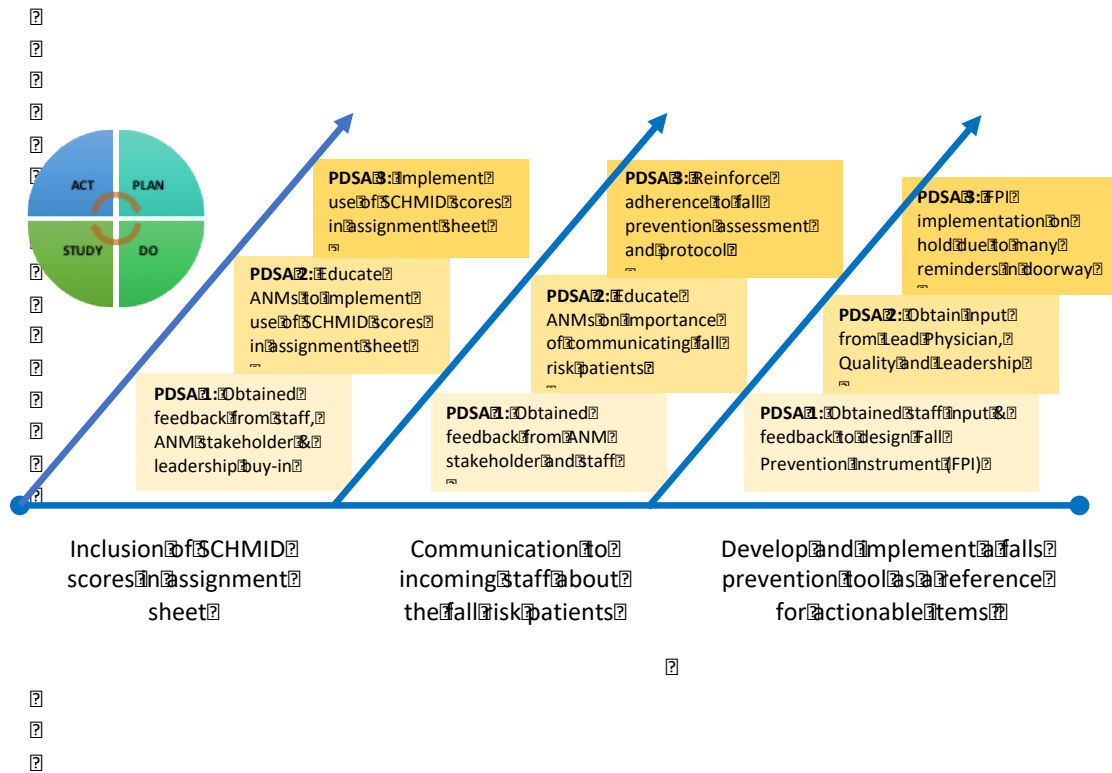 ACT
PLAN
STUDY
DO
PDSA 3: Implement
use of SCHMID scores
in assignment sheet
PDSA 2: Educate
ANMs to implement
use of SCHMID scores
in assignment sheet
PDSA 1: Obtained
feedback from staff,
ANM stakeholder &
leadership buy-in
PDSA 3: Reinforce
adherence to fall
prevention assessment
and protocol
PDSA 2: Educate
ANMs on importance
of communicating fall
risk patients
PDSA 1: Obtained
feedback from ANM
stakeholder and staff
PDSA 3: FPI
implementation on
hold due to many
reminders in doorway
PDSA 2: Obtain input
from Lead Physician,
Quality and Leadership
PDSA 1: Obtained staff input &
feedback to design Fall
Prevention Instrument (FPI)
Inclusion of SCHMID
scores in assignment
sheet
Communication to
incoming staff about
the fall risk patients
Develop and implement a falls
prevention tool as a reference
for actionable items